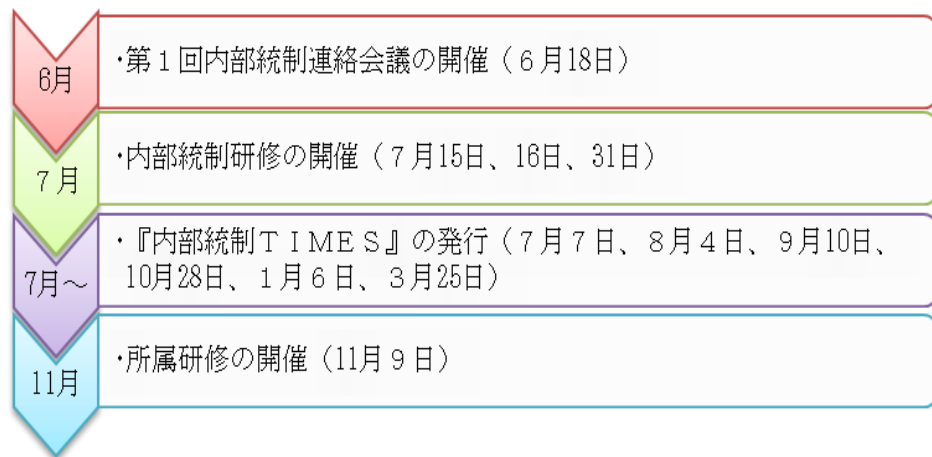 6月
・第１回内部統制連絡会議の開催（６月18日）
７月
・内部統制研修の開催（７月15日、16日、31日）
7月～
・『内部統制ＴＩＭＥＳ』の発行（７月７日、８月４日、９月10日、
10月28日、１月６日、３月25日）
11月
・所属研修の開催（11月９日）